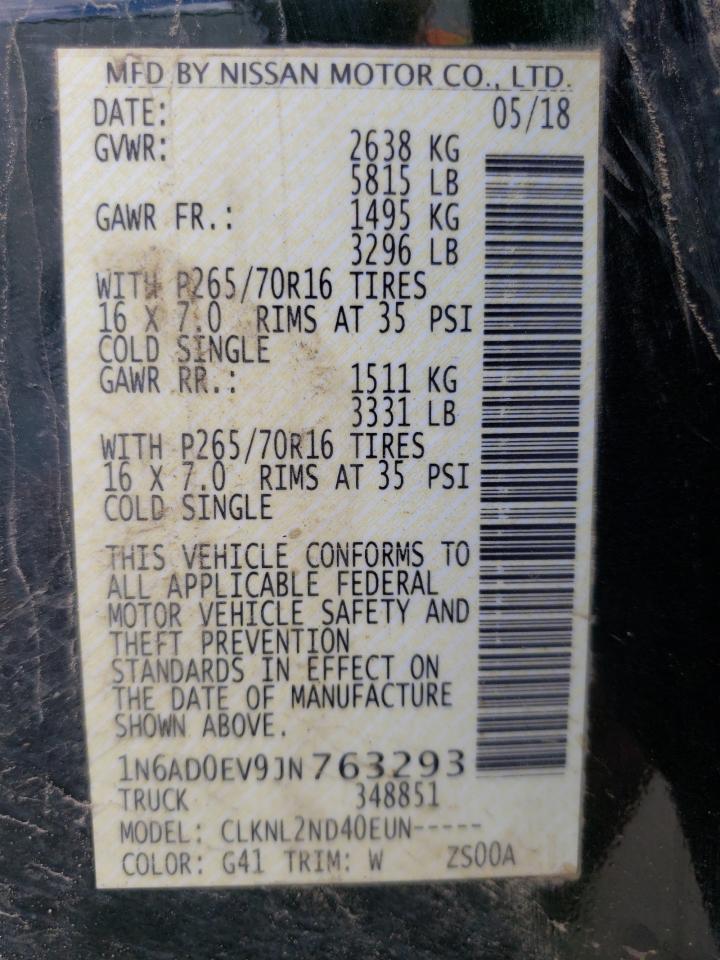 MFD BY NISSAN MOTOR CO., LTD.
DATE: 05/18
GVWR: 2638 KG
5815 LB
GAWR FR.: 1495 KG
3296 LB
WITH P265/70R16 TIRES
16 X 7.0 RIMS AT 35 PSI
COLD SINGLE
GAWR RR.: 1511 KG
3331 LB
WITH P265/70R16 TIRES
16 X 7.0 RIMS AT 35 PSI
COLD SINGLE
THIS VEHICLE CONFORMS TO
ALL APPLICABLE FEDERAL
MOTOR VEHICLE SAFETY AND
THEFT PREVENTION
STANDARDS IN EFFECT ON
THE DATE OF MANUFACTURE
SHOWN ABOVE.
1N6AD0EV9JN763293
TRUCK 348851
MODEL: CLKNL2ND40EUN-----
COLOR: G41 TRIM: W ZS00A